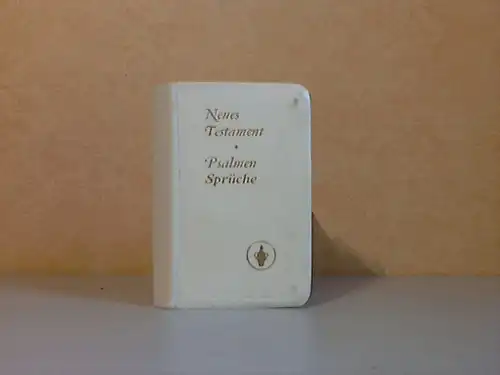 Neues
Testament
•
Psalmen
Sprüche